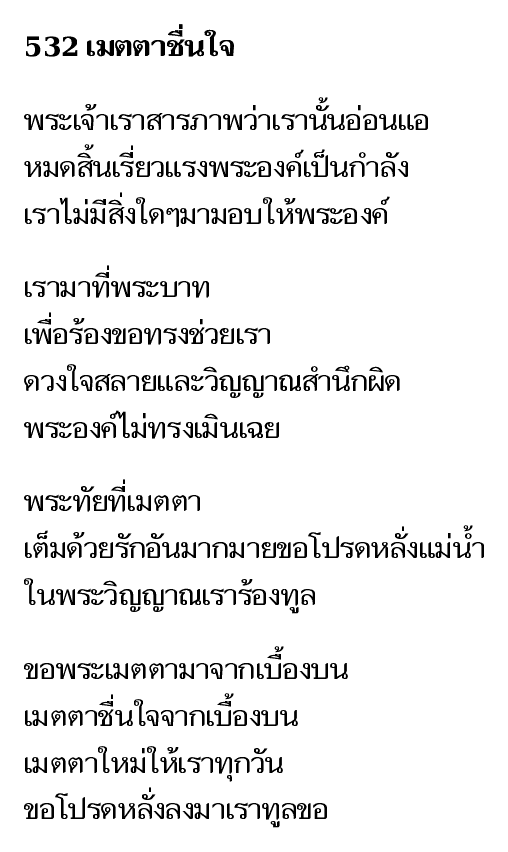 532 เมตตาชื่นใจ
พระเจ้าเราสารภาพว่าเรานั้นอ่อนแอ
หมดสิ้นเรี่ยวแรงพระองค์เป็นกำลัง
เราไม่มีสิ่งใดๆมามอบให้พระองค์
เรามาที่พระบาท
เพื่อร้องขอทรงช่วยเรา
ดวงใจสลายและวิญญาณสำนึกผิด
พระองค์ไม่ทรงเมินเฉย
พระทัยที่เมตตา
เต็มด้วยรักอันมากมายขอโปรดหลั่งแม่น้ำ
ในพระวิญญาณเราร้องทูล
ขอพระเมตตามาจากเบื้องบน
เมตตาชื่นใจจากเบื้องบน
เมตตาใหม่ให้เราทุกวัน
ขอโปรดหลั่งลงมาเราทูลขอ